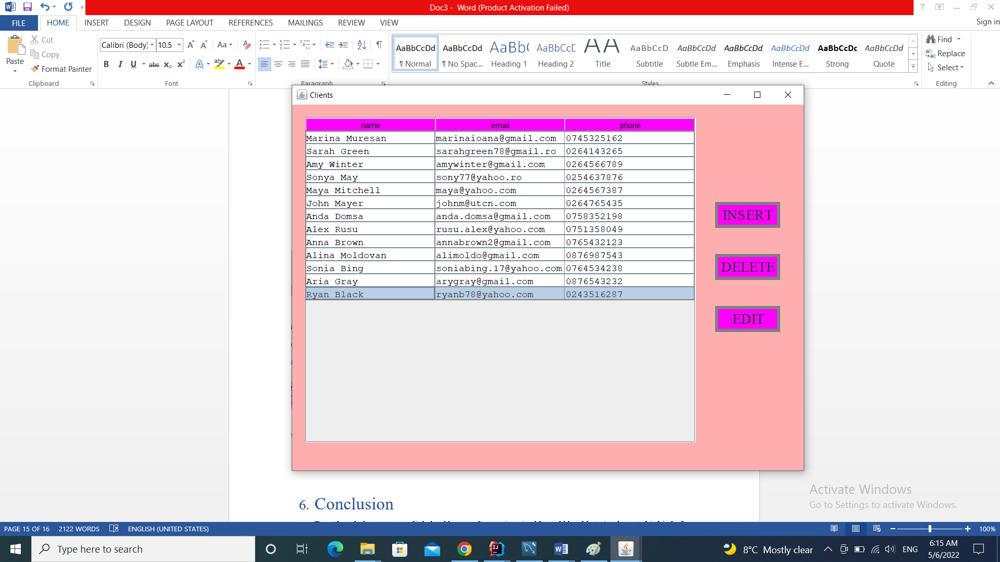 Doc3 - Word (Product Activation Failed)
FILE HOME INSERT DESIGN PAGE LAYOUT REFERENCES MAILINGS REVIEW VIEW Sign in
Paste
Cut
Copy
Format Painter
Clipboard
Calibri (Body) 10.5
Font
Paragraph
AaBbCcDd AaBbCcDd AaBb( AaBbCcD AA AaBbCcD AaBbCcDd AaBbCcDd AaBbCcDd AaBbCcDc AaBbCcDd
¶ Normal ¶ No Spac... Heading 1 Heading 2 Title Subtitle Subtle Em... Emphasis Intense E... Strong Quote
Styles
Find
Replace
Select
Editing
Clients
name email phone
Marina Muresan marinaioana@gmail.com 0745325162
Sarah Green sarahgreen78@gmail.ro 0264143265
Amy Winter amywinter@gmail.com 0264566789
Sonya May sony77@yahoo.ro 0254637876
Maya Mitchell maya@yahoo.com 0264567387
John Mayer johnm@utcn.com 0264765435
Anda Domsa anda.domsa@gmail.com 0758352198
Alex Rusu rusu.alex@yahoo.com 0751358049
Anna Brown annabrown2@gmail.com 0765432123
Alina Moldovan alimoldo@gmail.com 0876987543
Sonia Bing soniabing.17@yahoo.com 0764534238
Aria Gray arygray@gmail.com 0876543232
Ryan Black ryanb78@yahoo.com 0243516287
INSERT
DELETE
EDIT
6. Conclusion
Activate Windows
Go to Settings to activate Windows.
PAGE 15 OF 16 2122 WORDS ENGLISH (UNITED STATES) 100%
Type here to search
8°C Mostly clear
ENG
6:15 AM
5/6/2022